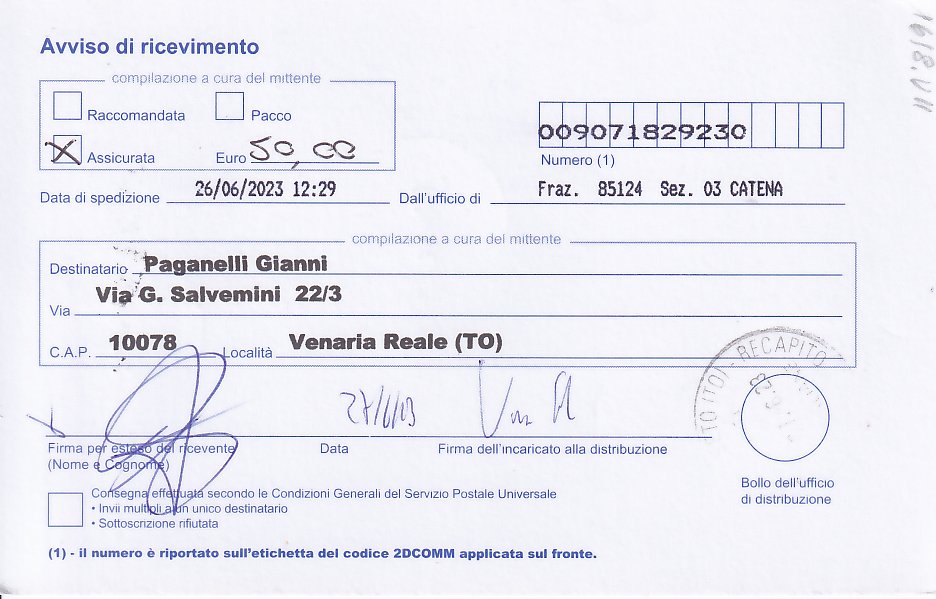 Avviso di ricevimento
compilazione a cura del mittente
Raccomandata Pacco
X Assicurata Euro 50,00
009071829230
Numero (1)
Data di spedizione 26/06/2023 12:29 Dall'ufficio di Fraz. 85124 Sez. 03 CATENA
compilazione a cura del mittente
Destinatario Paganelli Gianni
Via G. Salvemini 22/3
Via
C.A.P. 10078 Località Venaria Reale (TO)
TO (TO) - RECAPITO
27/6/23
Firma per esteso del ricevente Data Firma dell'incaricato alla distribuzione
(Nome e Cognome)
Bollo dell'ufficio
di distribuzione
Consegna effettuata secondo le Condizioni Generali del Servizio Postale Universale
• Invii multipli a un unico destinatario
• Sottoscrizione rifiutata
(1) - il numero è riportato sull'etichetta del codice 2DCOMM applicata sul fronte.